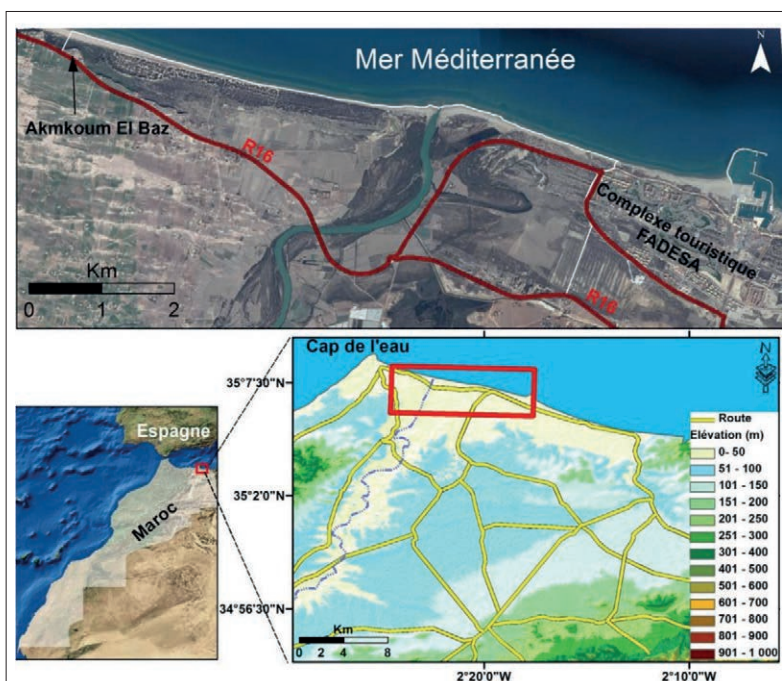 Mer Méditerranée
N
Akmkoum El Baz
R16
Complexe touristique
FADESA
Km
0 1 2
R16
Cap de l'eau
N
35°7'30"N
35°2'0"N
34°56'30"N
Espagne
Maroc
Route
Elévation (m)
0- 50
51 - 100
101 - 150
151 - 200
201 - 250
251 - 300
301 - 400
401 - 500
501 - 600
601 - 700
701 - 800
801 - 900
901 - 1 000
Km
0 2 4 8
2°20'0"W
2°10'0"W